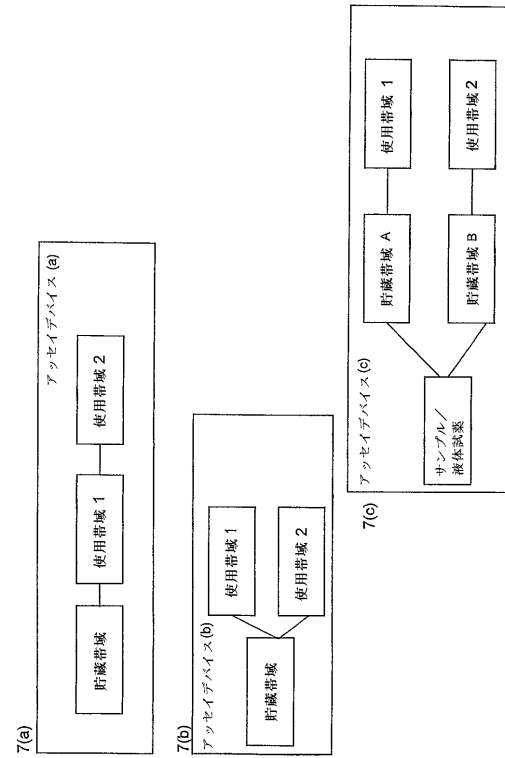 7(a)
アッセイデバイス (a)
貯蔵帯域
使用帯域 1
使用帯域 2
7(b)
アッセイデバイス(b)
貯蔵帯域
使用帯域 1
使用帯域 2
7(c)
アッセイデバイス(c)
サンプル／
液体試薬
貯蔵帯域 A
使用帯域 1
貯蔵帯域 B
使用帯域 2